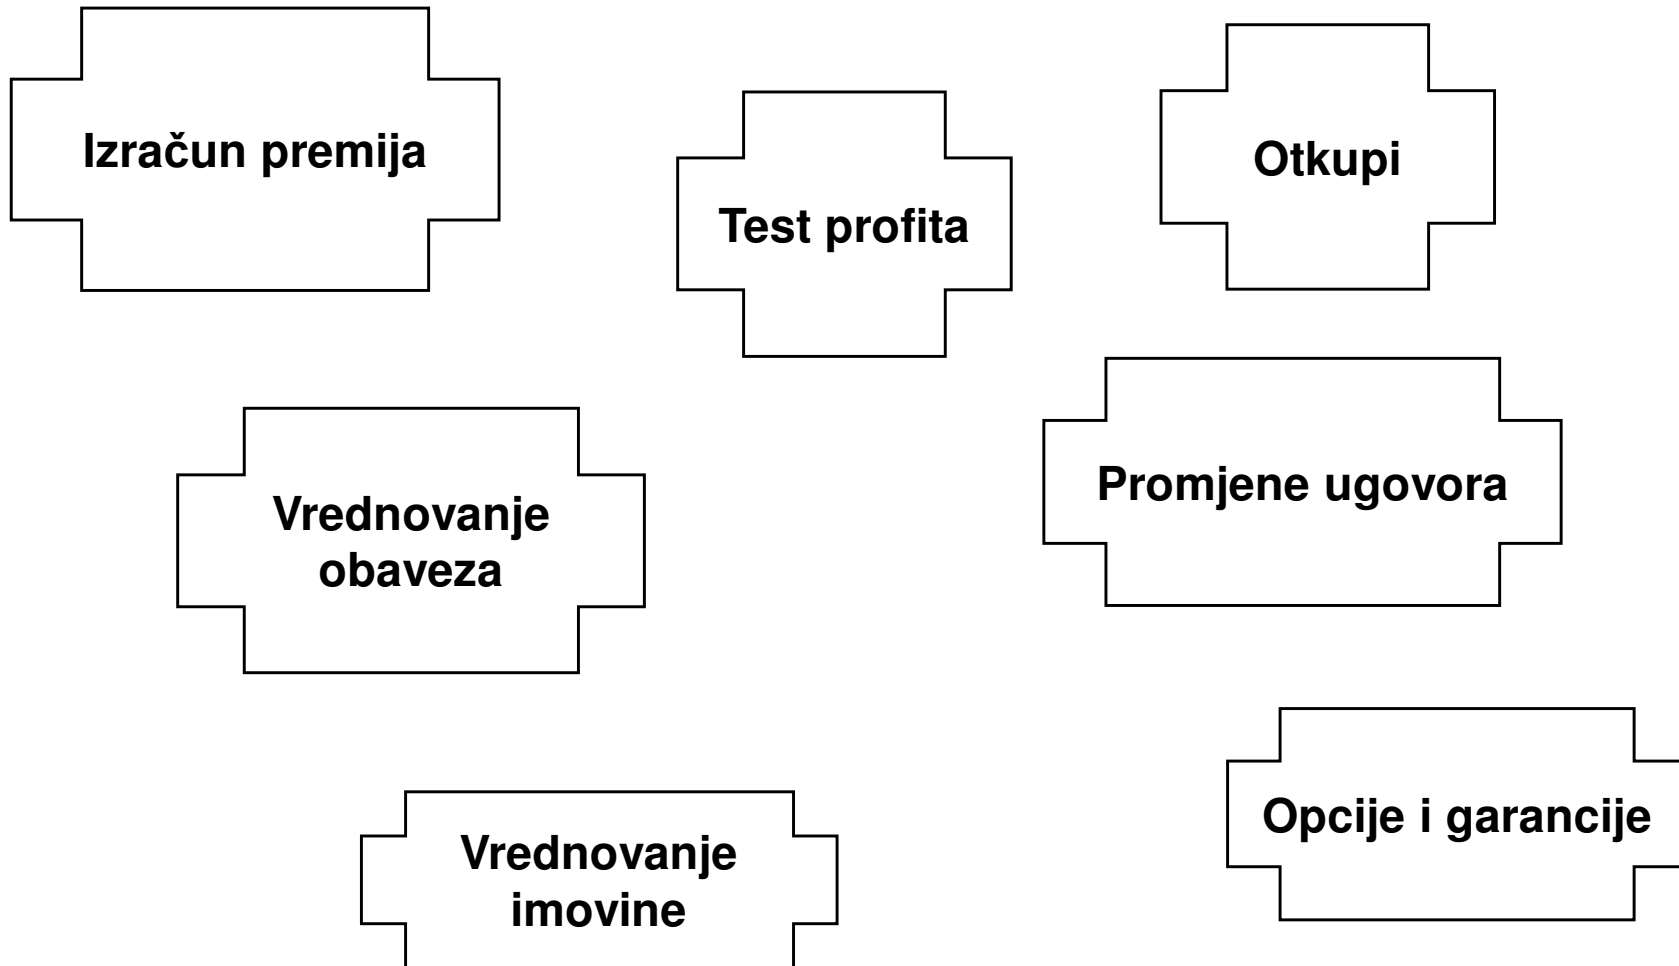 Izračun premija
Test profita
Otkupi
Vrednovanje
obaveza
Promjene ugovora
Vrednovanje
imovine
Opcije i garancije